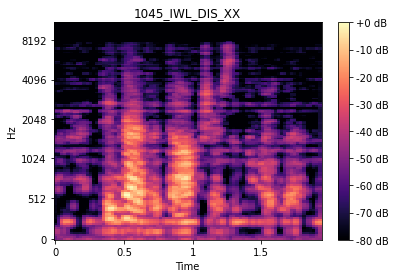 1045_IWL_DIS_XX
Hz
8192
4096
2048
1024
512
0
0
0.5
1
1.5
Time
+0 dB
-10 dB
-20 dB
-30 dB
-40 dB
-50 dB
-60 dB
-70 dB
-80 dB